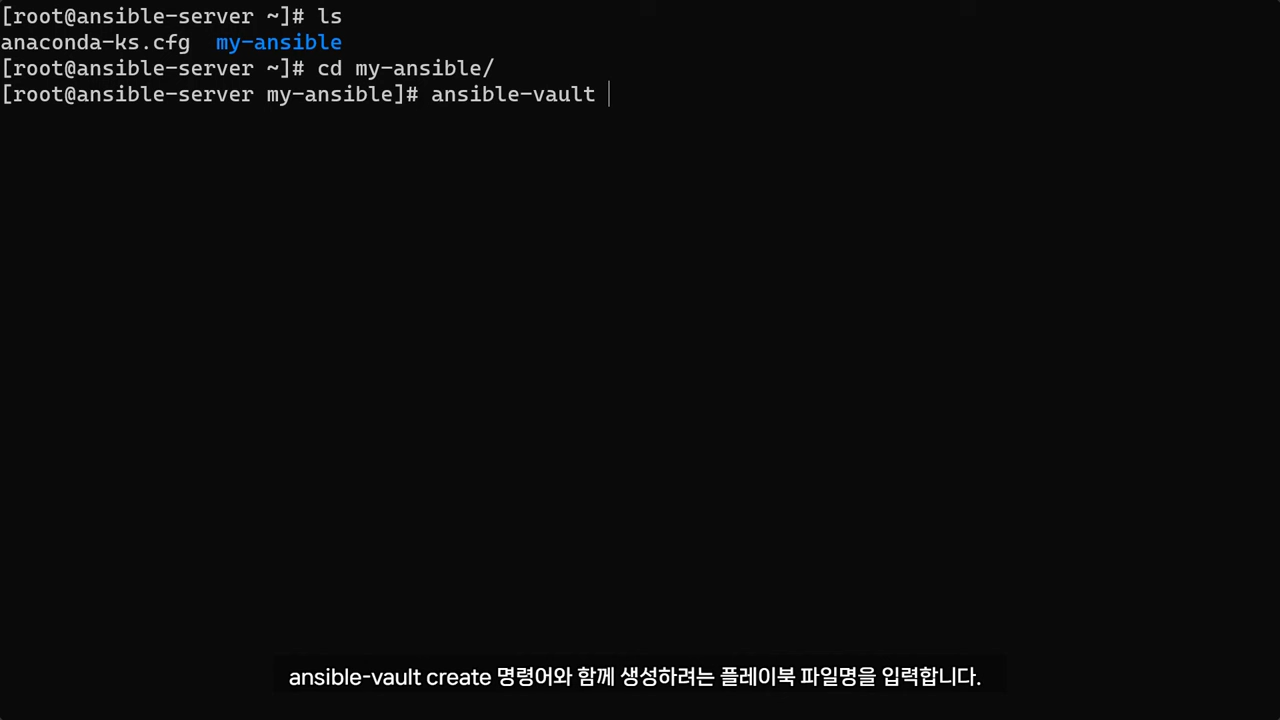 [root@ansible-server ~]# ls
anaconda-ks.cfg  my-ansible
[root@ansible-server ~]# cd my-ansible/
[root@ansible-server my-ansible]# ansible-vault
ansible-vault create 명령어와 함께 생성하려는 플레이북 파일명을 입력합니다.